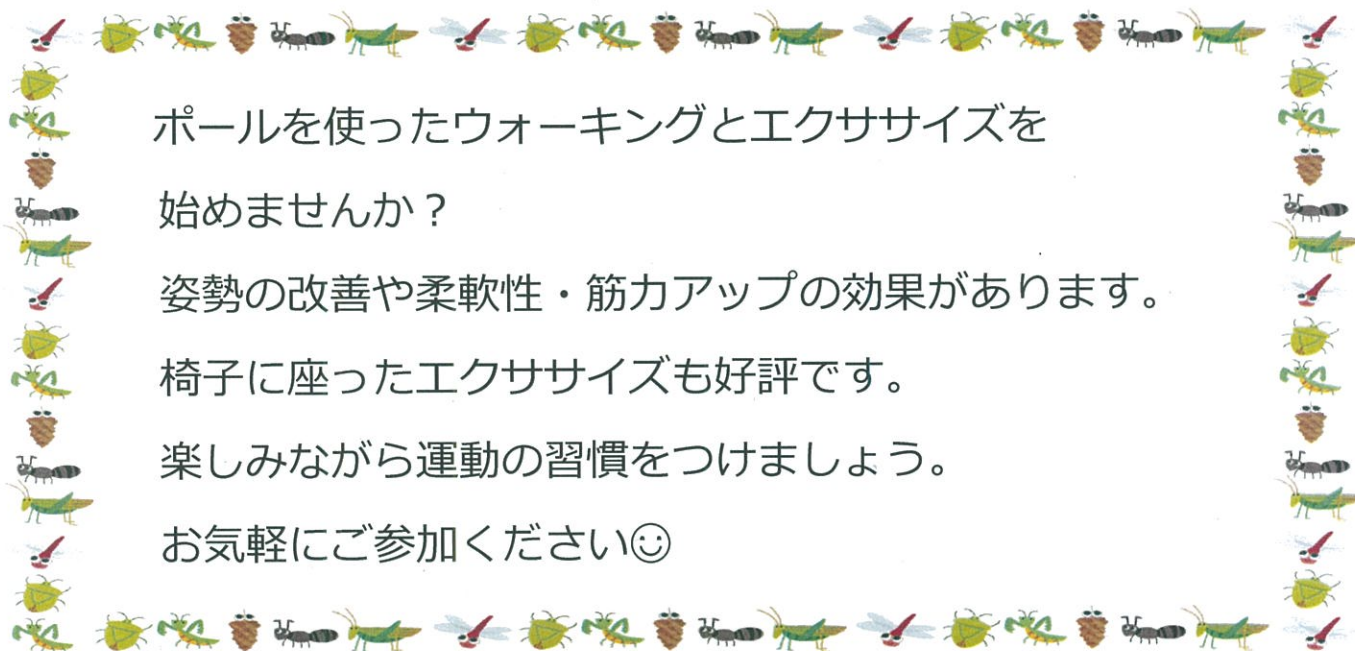 ポールを使ったウォーキングとエクササイズを
始めませんか？
姿勢の改善や柔軟性・筋力アップの効果があります。
椅子に座ったエクササイズも好評です。
楽しみながら運動の習慣をつけましょう。
お気軽にご参加ください☺